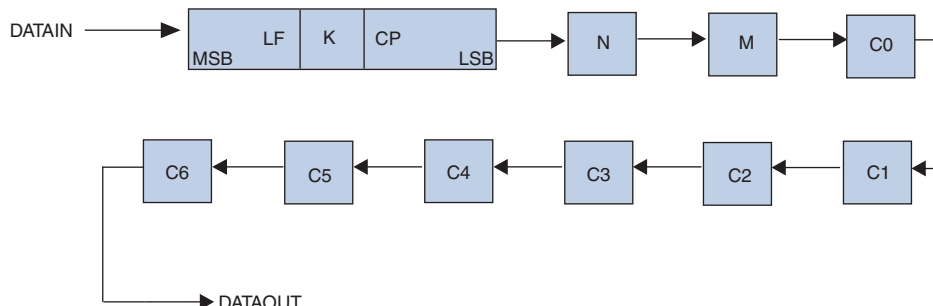 DATAIN
LF K CP
MSB LSB
N
M
C0
C6
C5
C4
C3
C2
C1
DATAOUT